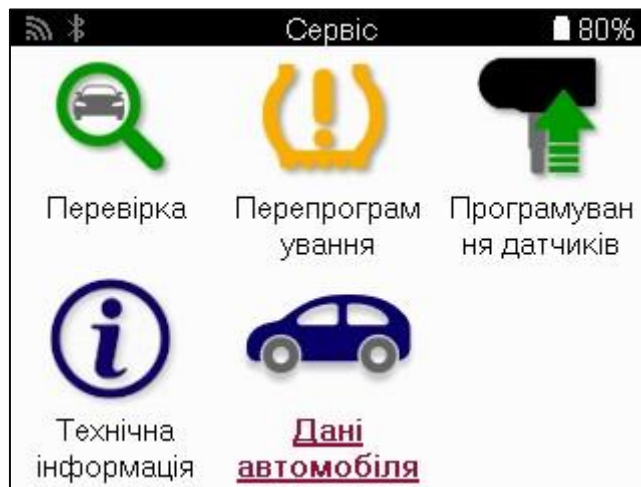 Сервіс 80%
Перевірка
Перепрограм
ування
Програмуван
ня датчиків
Технічна
інформація
Дані
автомобіля